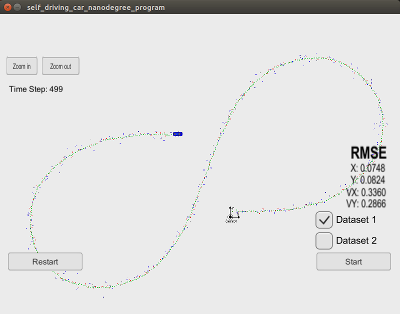 self_driving_car_nanodegree_program
Zoom in
Zoom out
Time Step: 499
RMSE
X: 0.0748
Y: 0.0824
VX: 0.3360
VY: 0.2866
Dataset 1
Dataset 2
Restart
Start